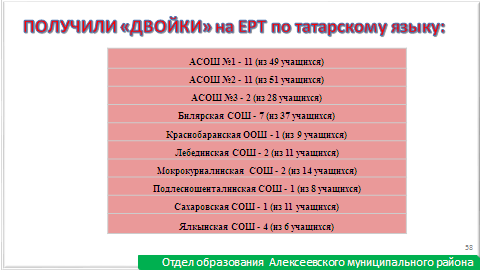 ПОЛУЧИЛИ «ДВОЙКИ» на ЕРТ по татарскому языку:
АСОШ №1 - 11 (из 49 учащихся)
АСОШ №2 - 11 (из 51 учащихся)
АСОШ №3 - 2 (из 28 учащихся)
Билярская СОШ - 7 (из 37 учащихся)
Краснобаранская ООШ - 1 (из 9 учащихся)
Лебединская СОШ - 2 (из 11 учащихся)
Мокрокурналинская СОШ - 2 (из 14 учащихся)
Подлесношенталинская СОШ - 1 (из 8 учащихся)
Сахаровская СОШ - 1 (из 11 учащихся)
Ялкынская СОШ - 4 (из 6 учащихся)
58
Отдел образования Алексеевского муниципального района